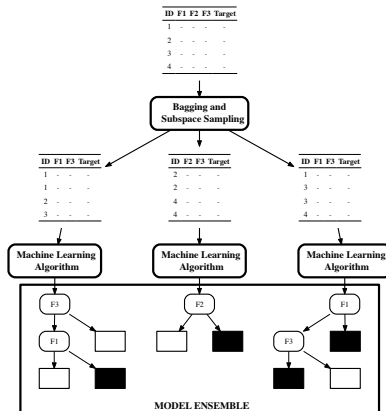 ID F1 F2 F3 Target
1 - - - -
2 - - - -
3 - - - -
4 - - - -
Bagging and
Subspace Sampling
ID F1 F3 Target
1 - - -
1 - - -
2 - - -
3 - - -
ID F2 F3 Target
2 - - -
2 - - -
4 - - -
4 - - -
ID F1 F3 Target
1 - - -
3 - - -
3 - - -
4 - - -
Machine Learning
Algorithm
Machine Learning
Algorithm
Machine Learning
Algorithm
F3
F1
F2
F1
F3
MODEL ENSEMBLE